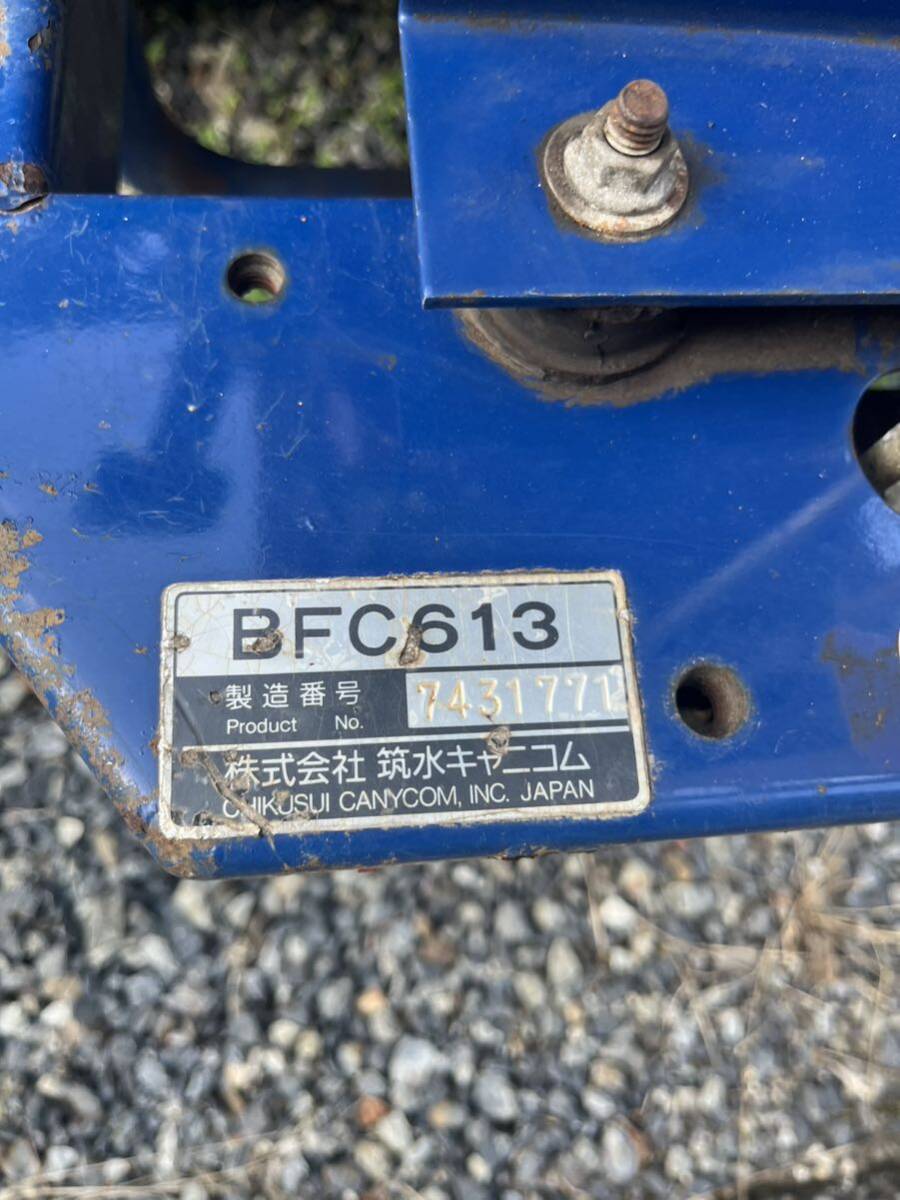 BFC613
製造番号 74317712
Product No.
株式会社 筑水キャニコム
CHIKUSUI CANYCOM, INC. JAPAN